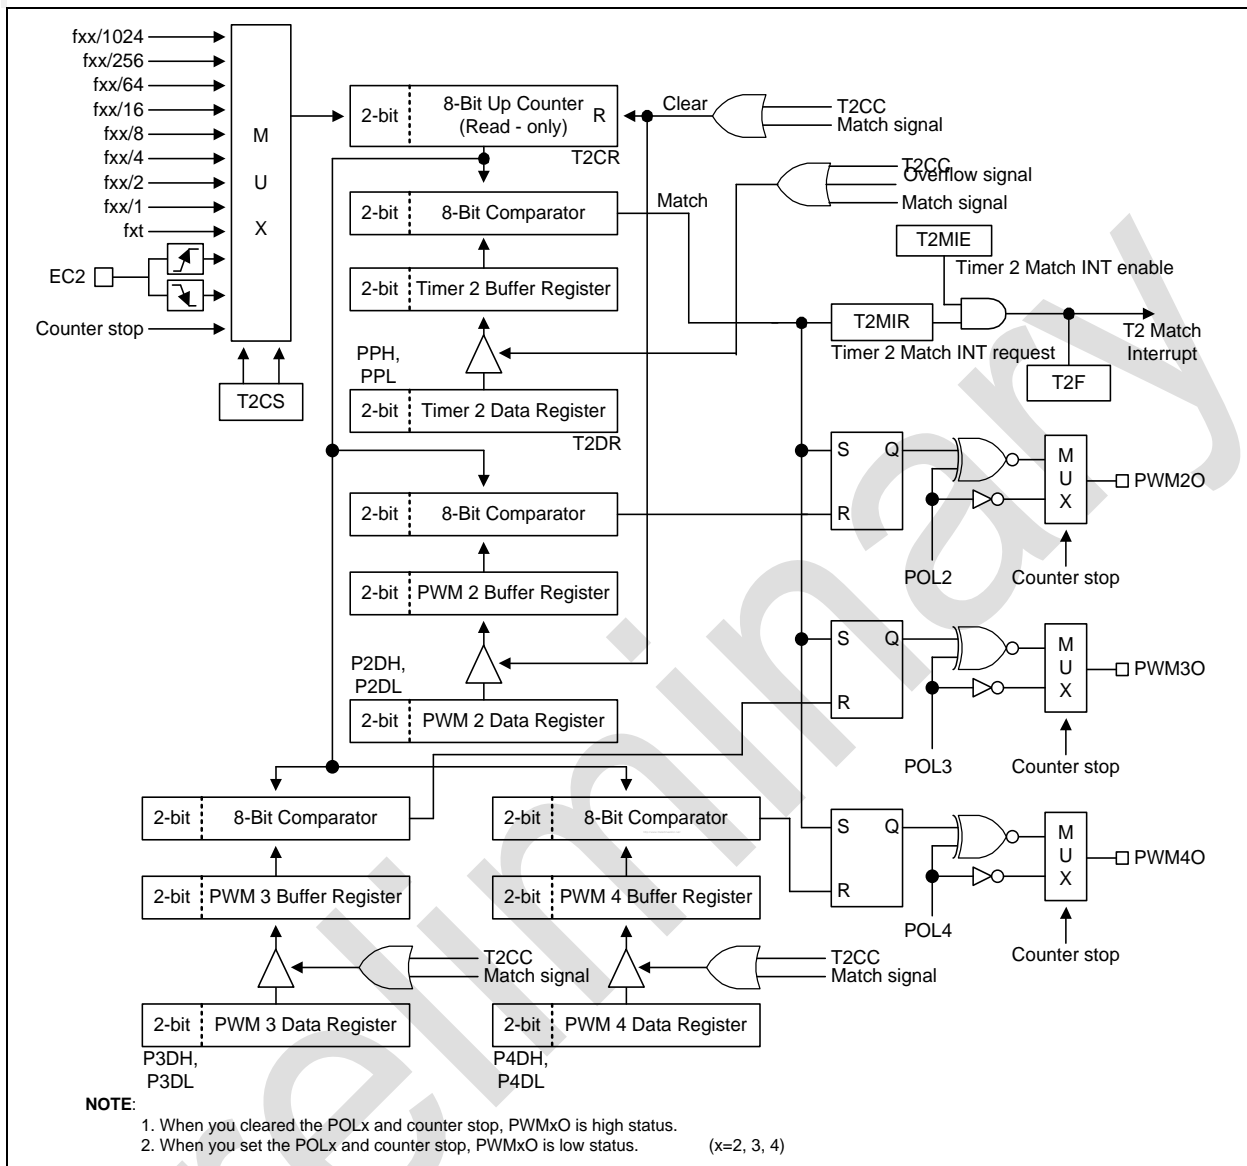 fxx/1024
fxx/256
fxx/64
fxx/16
fxx/8
fxx/4
fxx/2
fxx/1
fxt
EC2
Counter stop
M
U
X
T2CS
2-bit
8-Bit Up Counter
(Read - only)
R
T2CR
Clear
T2CC
Match signal
T2CC
Overflow signal
Match signal
2-bit
8-Bit Comparator
Match
2-bit
Timer 2 Buffer Register
PPH,
PPL
2-bit
Timer 2 Data Register
T2DR
T2MIE
Timer 2 Match INT enable
T2MIR
Timer 2 Match INT request
T2 Match
Interrupt
T2F
2-bit
8-Bit Comparator
2-bit
PWM 2 Buffer Register
P2DH,
P2DL
2-bit
PWM 2 Data Register
S
Q
R
M
U
X
PWM2O
POL2
Counter stop
S
Q
R
M
U
X
PWM3O
POL3
Counter stop
2-bit
8-Bit Comparator
2-bit
8-Bit Comparator
S
Q
R
M
U
X
PWM4O
POL4
Counter stop
2-bit
PWM 3 Buffer Register
2-bit
PWM 4 Buffer Register
T2CC
Match signal
T2CC
Match signal
2-bit
PWM 3 Data Register
2-bit
PWM 4 Data Register
P3DH,
P3DL
P4DH,
P4DL
NOTE:
1. When you cleared the POLx and counter stop, PWMxO is high status.
2. When you set the POLx and counter stop, PWMxO is low status. (x=2, 3, 4)
reliminary